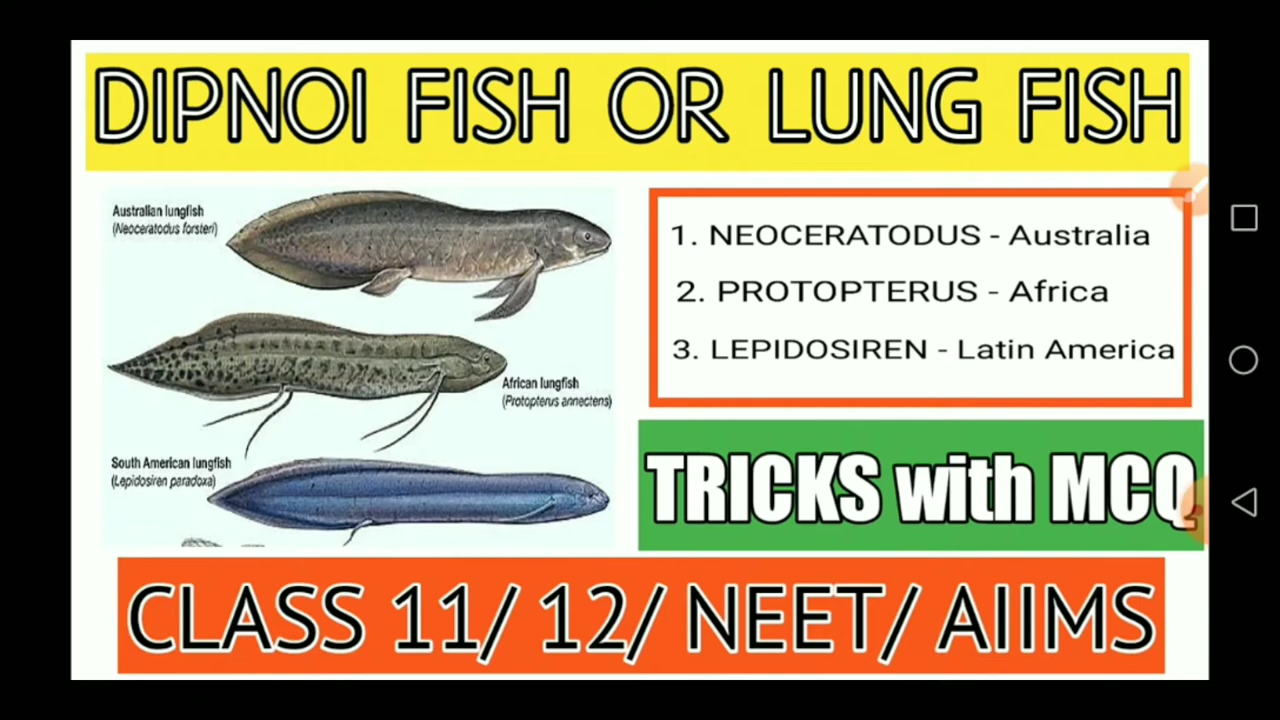 DIPNOI FISH OR LUNG FISH
Australian lungfish
(Neoceratodus forsteri)
African lungfish
(Protopterus annectens)
South American lungfish
(Lepidosiren paradoxa)
1. NEOCERATODUS - Australia
2. PROTOPTERUS - Africa
3. LEPIDOSIREN - Latin America
TRICKS with MCQ
CLASS 11/ 12/ NEET/ AIIMS